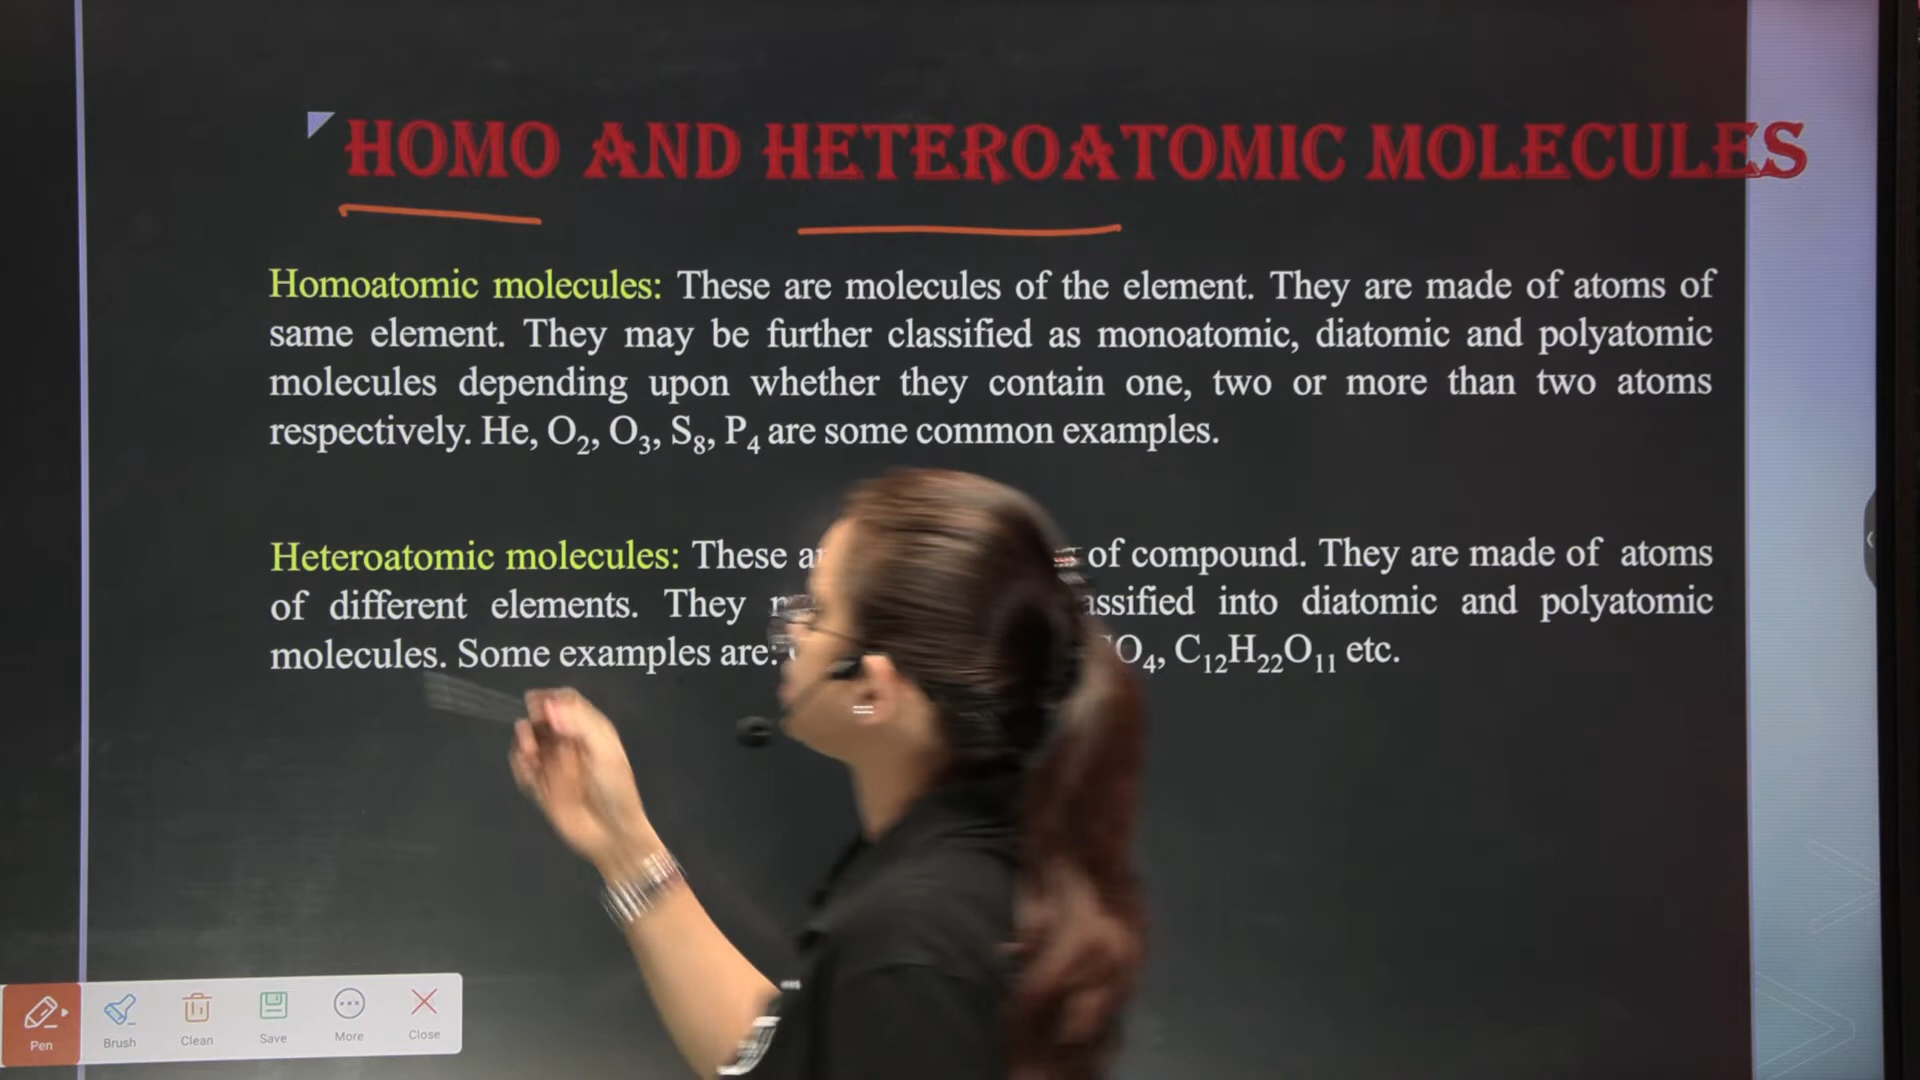 HOMO AND HETEROATOMIC MOLECULES
Homoatomic molecules: These are molecules of the element. They are made of atoms of
same element. They may be further classified as monoatomic, diatomic and polyatomic
molecules depending upon whether they contain one, two or more than two atoms
respectively. He, O₂, O₃, S₈, P₄ are some common examples.
Heteroatomic molecules: These of compound. They are made of atoms
of different elements. They into diatomic and polyatomic
molecules. Some examples are: C₁₂H₂₂O₁₁ etc.
Pen Brush Clean Save More Close